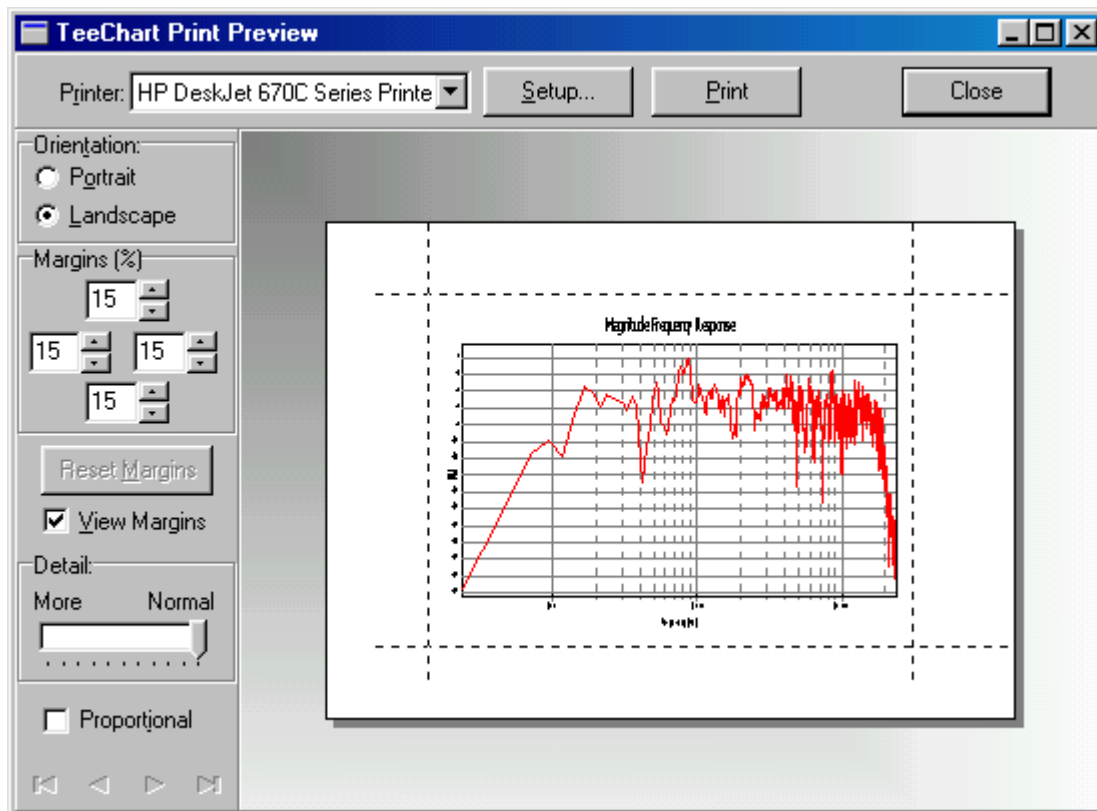 TeeChart Print Preview
Printer: HP DeskJet 670C Series Printe Setup... Print Close
Orientation:
Portrait
Landscape
Margins (%)
15
15 15
15
Reset Margins
View Margins
Detail:
More Normal
Proportional
Magnitude Frequency Response